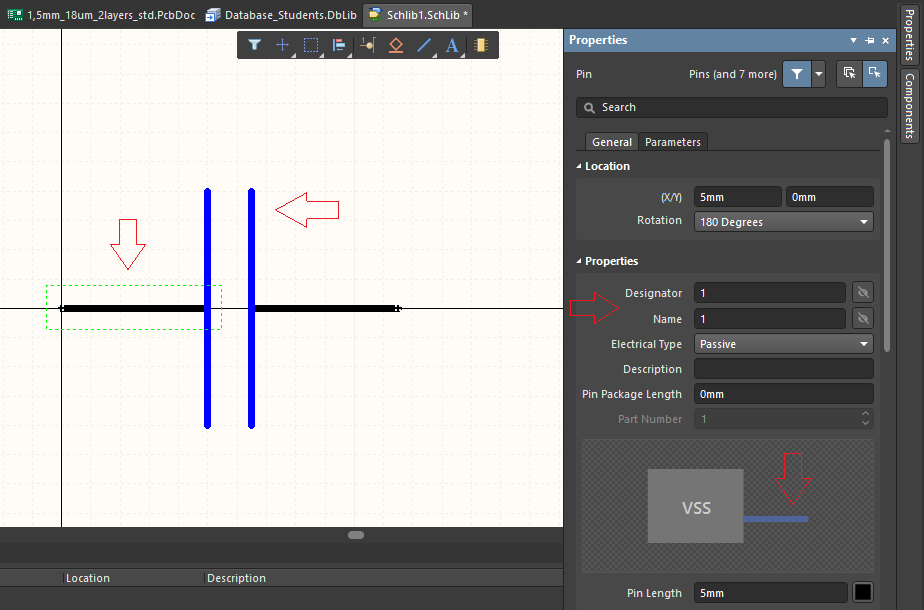 1,5mm_18um_2layers_std.PcbDoc Database_Students.DbLib Schlib1.SchLib *
Properties
Pin Pins (and 7 more)
Search
General Parameters
Location
(X/Y) 5mm 0mm
Rotation 180 Degrees
Properties
Designator 1
Name 1
Electrical Type Passive
Description
Pin Package Length 0mm
Part Number 1
VSS
Pin Length 5mm
Location Description
Properties
Components